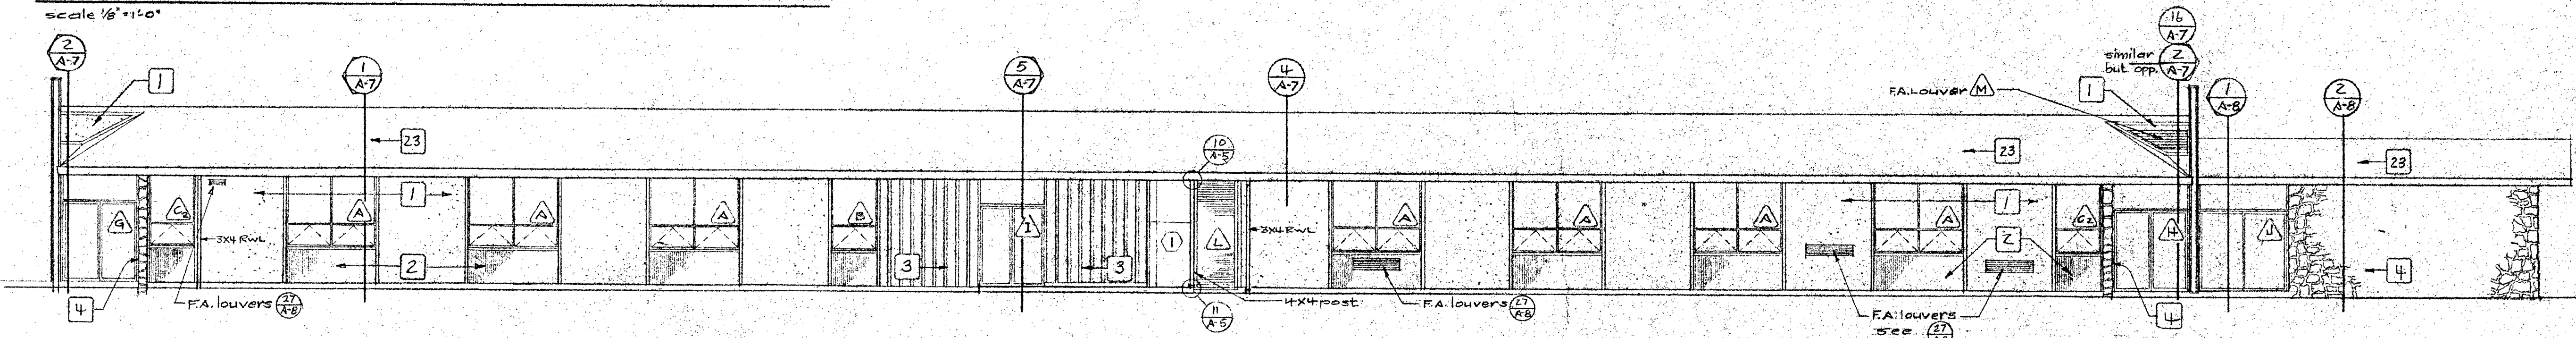 scale 1/8"=1'-0"
2
A-7
1
1
A-7
23
5
A-7
4
A-7
10
A-5
F.A. Louver M
1
16
A-7
similar
but opp.
2
A-7
1
A-8
2
A-8
23
23
G
C2
3x4 RWL
1
A
A
A
B
3
I
3
1
L
3x4 RWL
A
A
A
1
A
2
C2
H
J
4
2
4
F.A. louvers 27
A-8
11
A-5
4x4 post
F.A. louvers 27
A-8
F.A. louvers
see 27
4